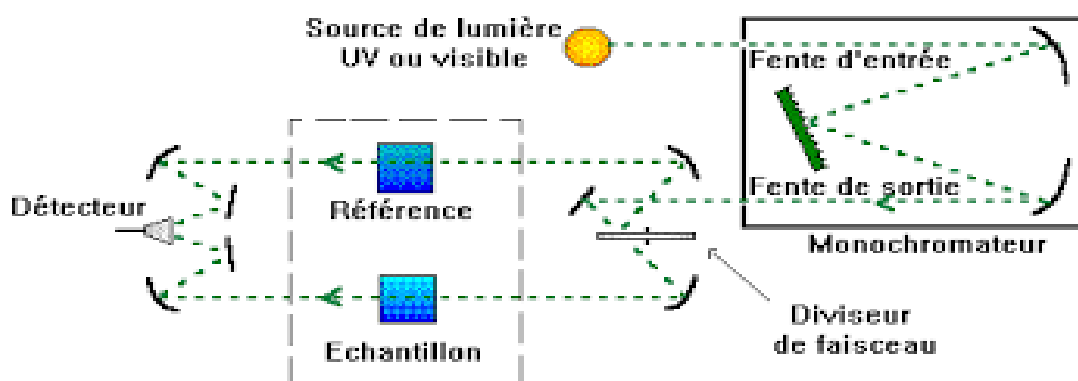 Source de lumière
UV ou visible
Fente d'entrée
Fente de sortie
Détecteur
Référence
Monochromateur
Diviseur
de faisceau
Echantillon